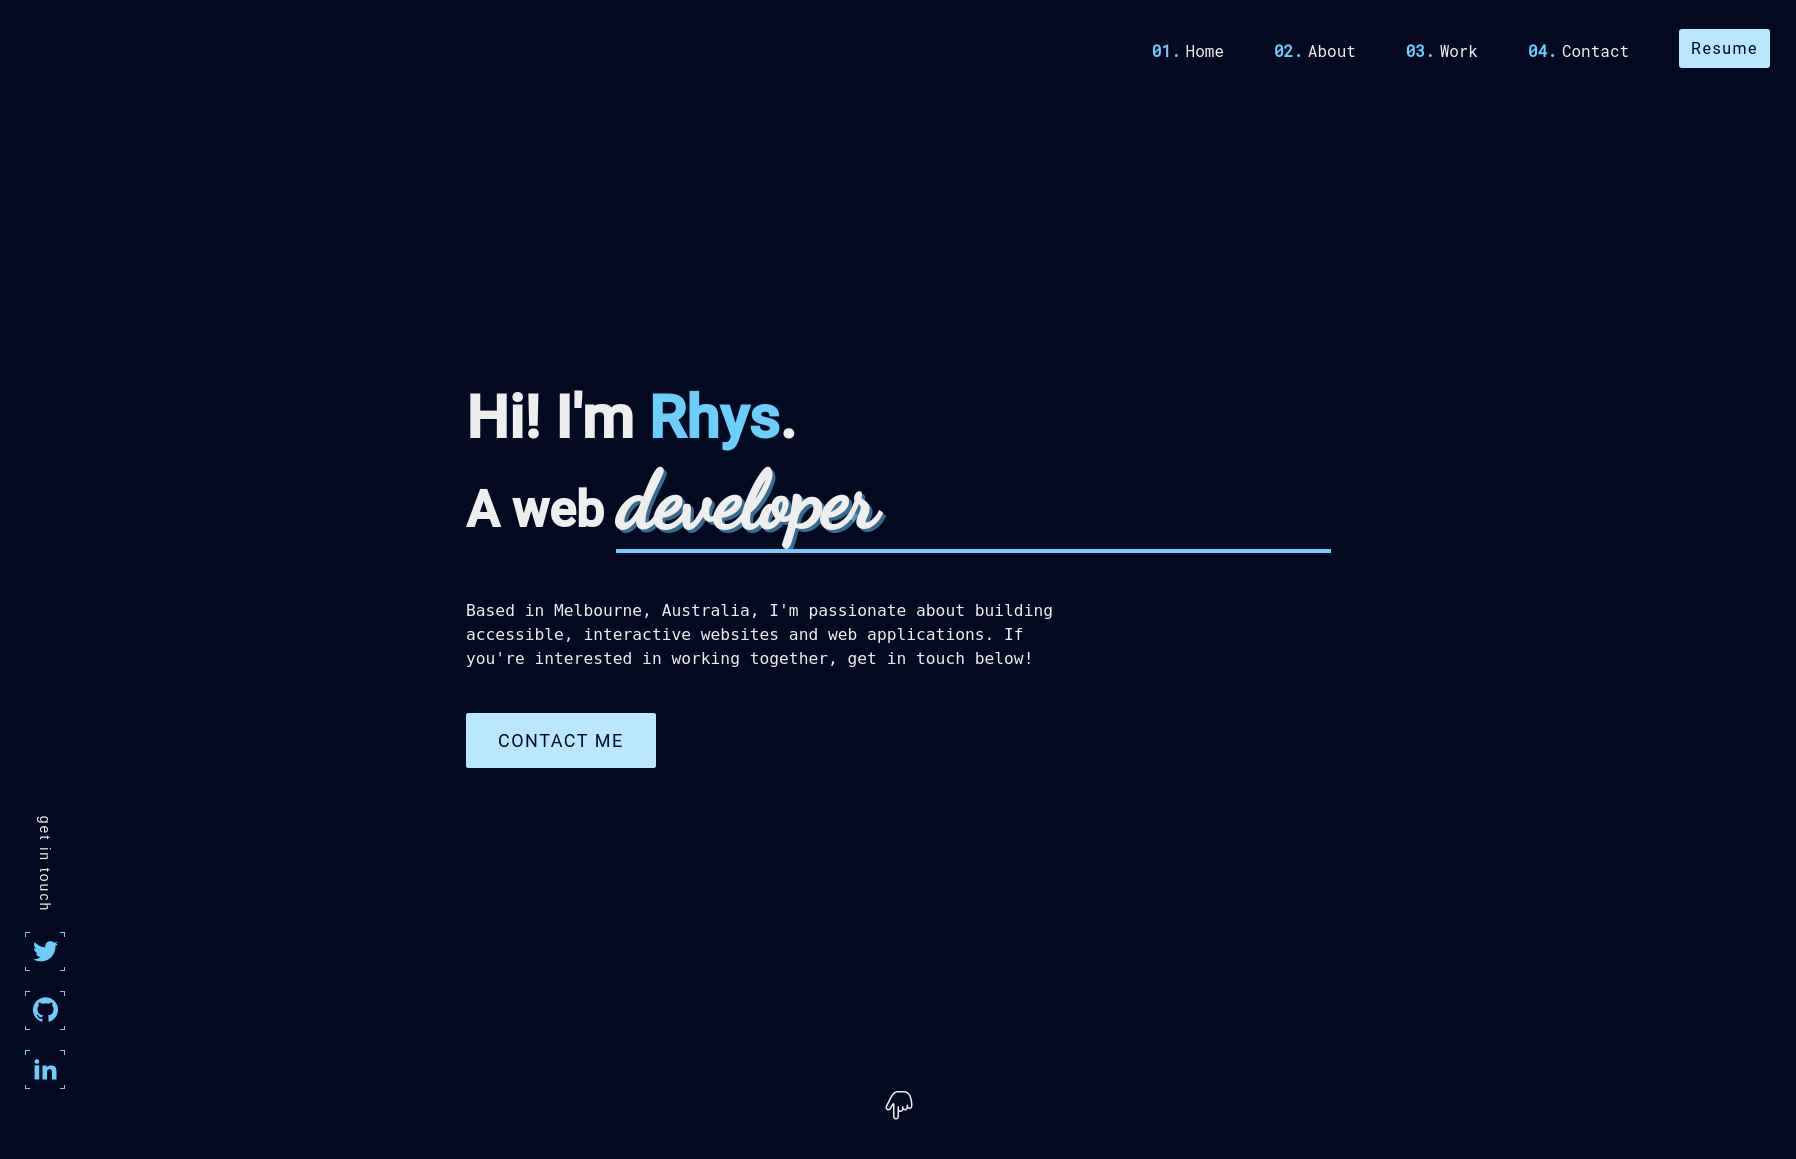 01. Home 02. About 03. Work 04. Contact Resume
Hi! I'm Rhys.
A web developer
Based in Melbourne, Australia, I'm passionate about building
accessible, interactive websites and web applications. If
you're interested in working together, get in touch below!
CONTACT ME
get in touch